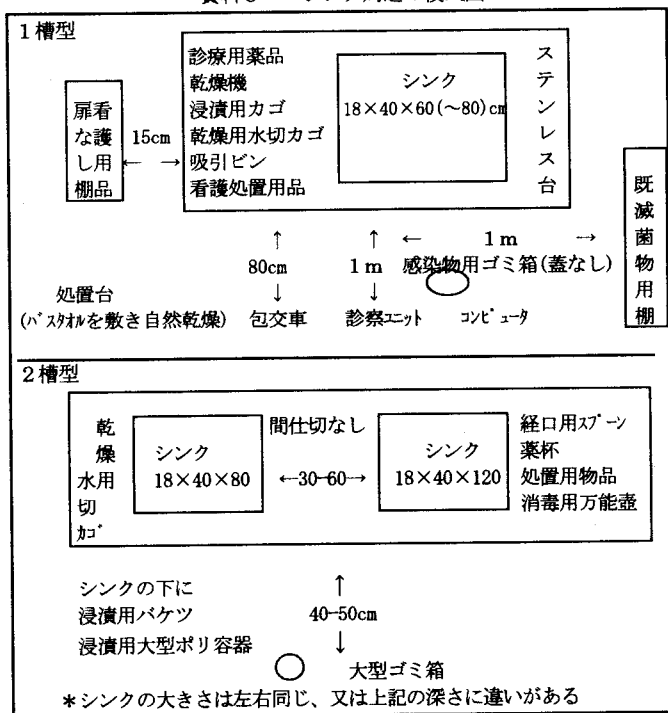 1槽型
診療用薬品
乾燥機
浸漬用カゴ
乾燥用水切カゴ
吸引ビン
看護処置用品
シンク
18×40×60(～80)cm
ステンレス台
扉な し棚
看護用品
15cm
← →
既滅菌物用棚
↑ ↑ ← 1m →
80cm 1m 感染物用ゴミ箱(蓋なし)
↓ ↓
処置台
(バスタオルを敷き自然乾燥) 包交車 診察ユニット コンピュータ
2槽型
乾燥用
水切カゴ
シンク
18×40×80
間仕切なし
←30-60→
シンク
18×40×120
経口用スプーン
薬杯
処置用物品
消毒用万能壺
シンクの下に ↑
浸漬用バケツ 40-50cm
浸漬用大型ポリ容器 ↓
大型ゴミ箱
*シンクの大きさは左右同じ、又は上記の深さに違いがある